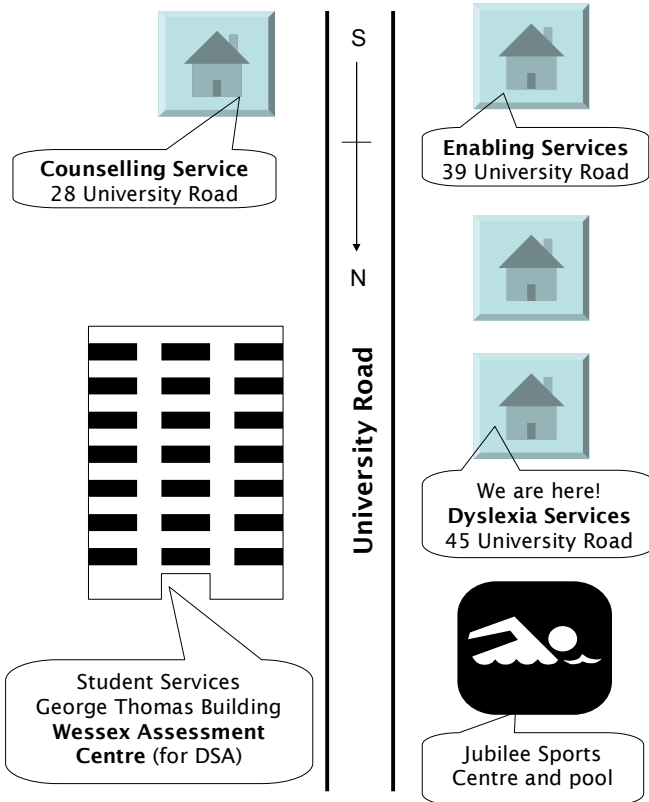 S
N
University Road
Counselling Service
28 University Road
Enabling Services
39 University Road
We are here!
Dyslexia Services
45 University Road
Student Services
George Thomas Building
Wessex Assessment
Centre (for DSA)
Jubilee Sports
Centre and pool